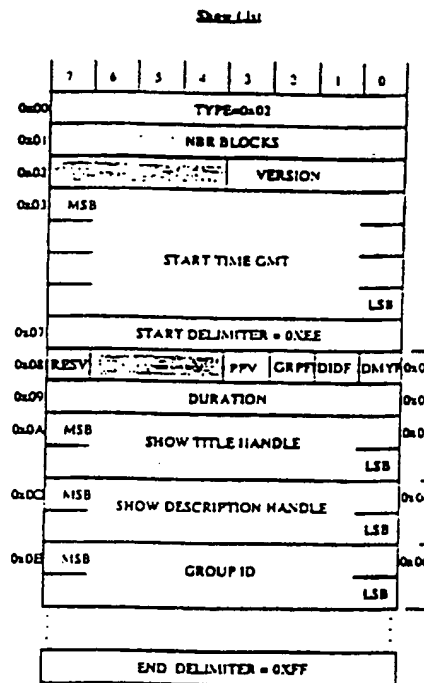 Show List
7 6 5 4 3 2 1 0
0x00 TYPE=0x02
0x01 NBR BLOCKS
0x02 VERSION
0x03 MSB
START TIME GMT
LSB
0x07 START DELIMITER = 0XEE
0x08 RESV PPV GRPF DIDF DMYF
0x09 DURATION
0x0A MSB
SHOW TITLE HANDLE
LSB
0x0C MSB
SHOW DESCRIPTION HANDLE
LSB
0x0E MSB
GROUP ID
LSB
END DELIMITER = 0XFF